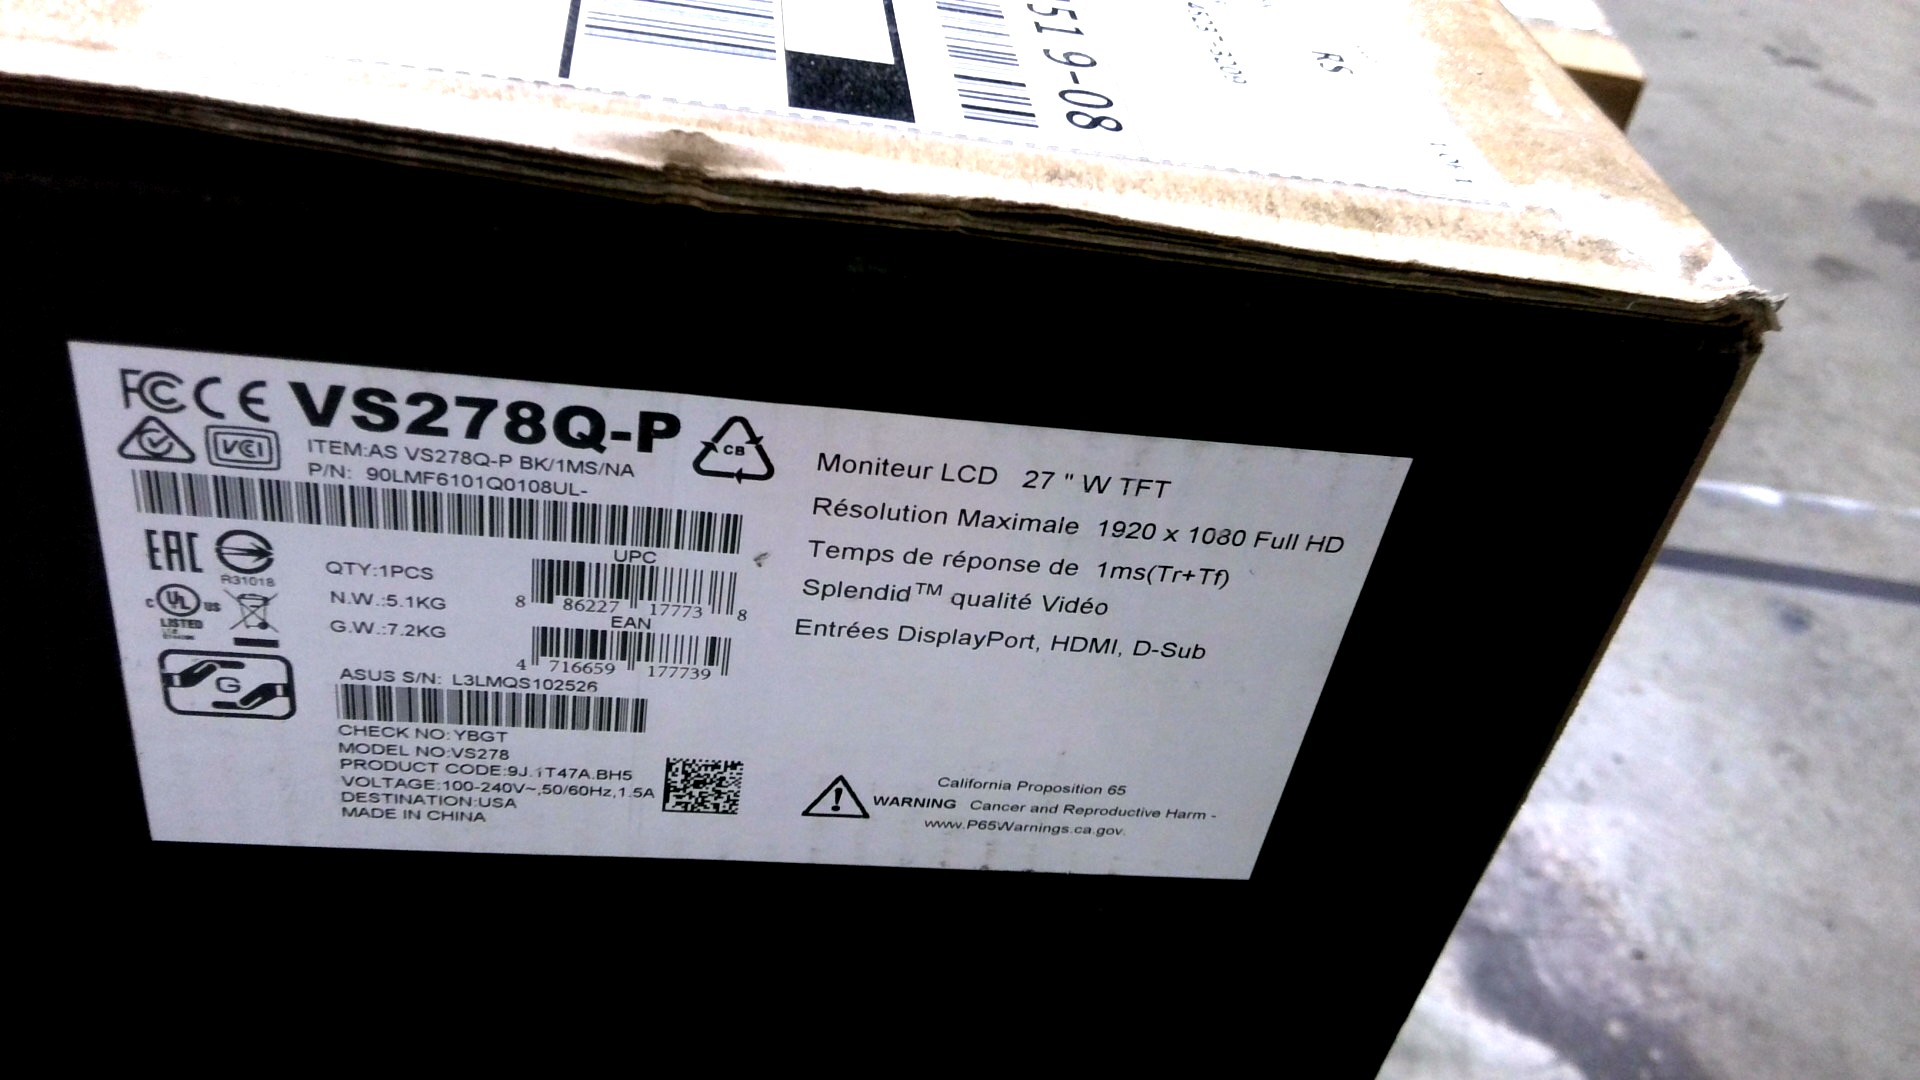 519-08
RS
FC CE VS278Q-P
VCI
CB
ITEM:AS VS278Q-P BK/1MS/NA
P/N: 90LMF6101Q0108UL-
EAC
R31018
QTY:1PCS
UPC
N.W.:5.1KG
8 86227 17773 8
c UL us
LISTED
G.W.:7.2KG
EAN
4 716659 177739
G
ASUS S/N: L3LMQS102526
CHECK NO:YBGT
MODEL NO:VS278
PRODUCT CODE:9J.1T47A.BH5
VOLTAGE:100-240V~,50/60Hz,1.5A
DESTINATION:USA
MADE IN CHINA
Moniteur LCD 27 " W TFT
Résolution Maximale 1920 x 1080 Full HD
Temps de réponse de 1ms(Tr+Tf)
Splendid™ qualité Vidéo
Entrées DisplayPort, HDMI, D-Sub
California Proposition 65
WARNING Cancer and Reproductive Harm -
www.P65Warnings.ca.gov.